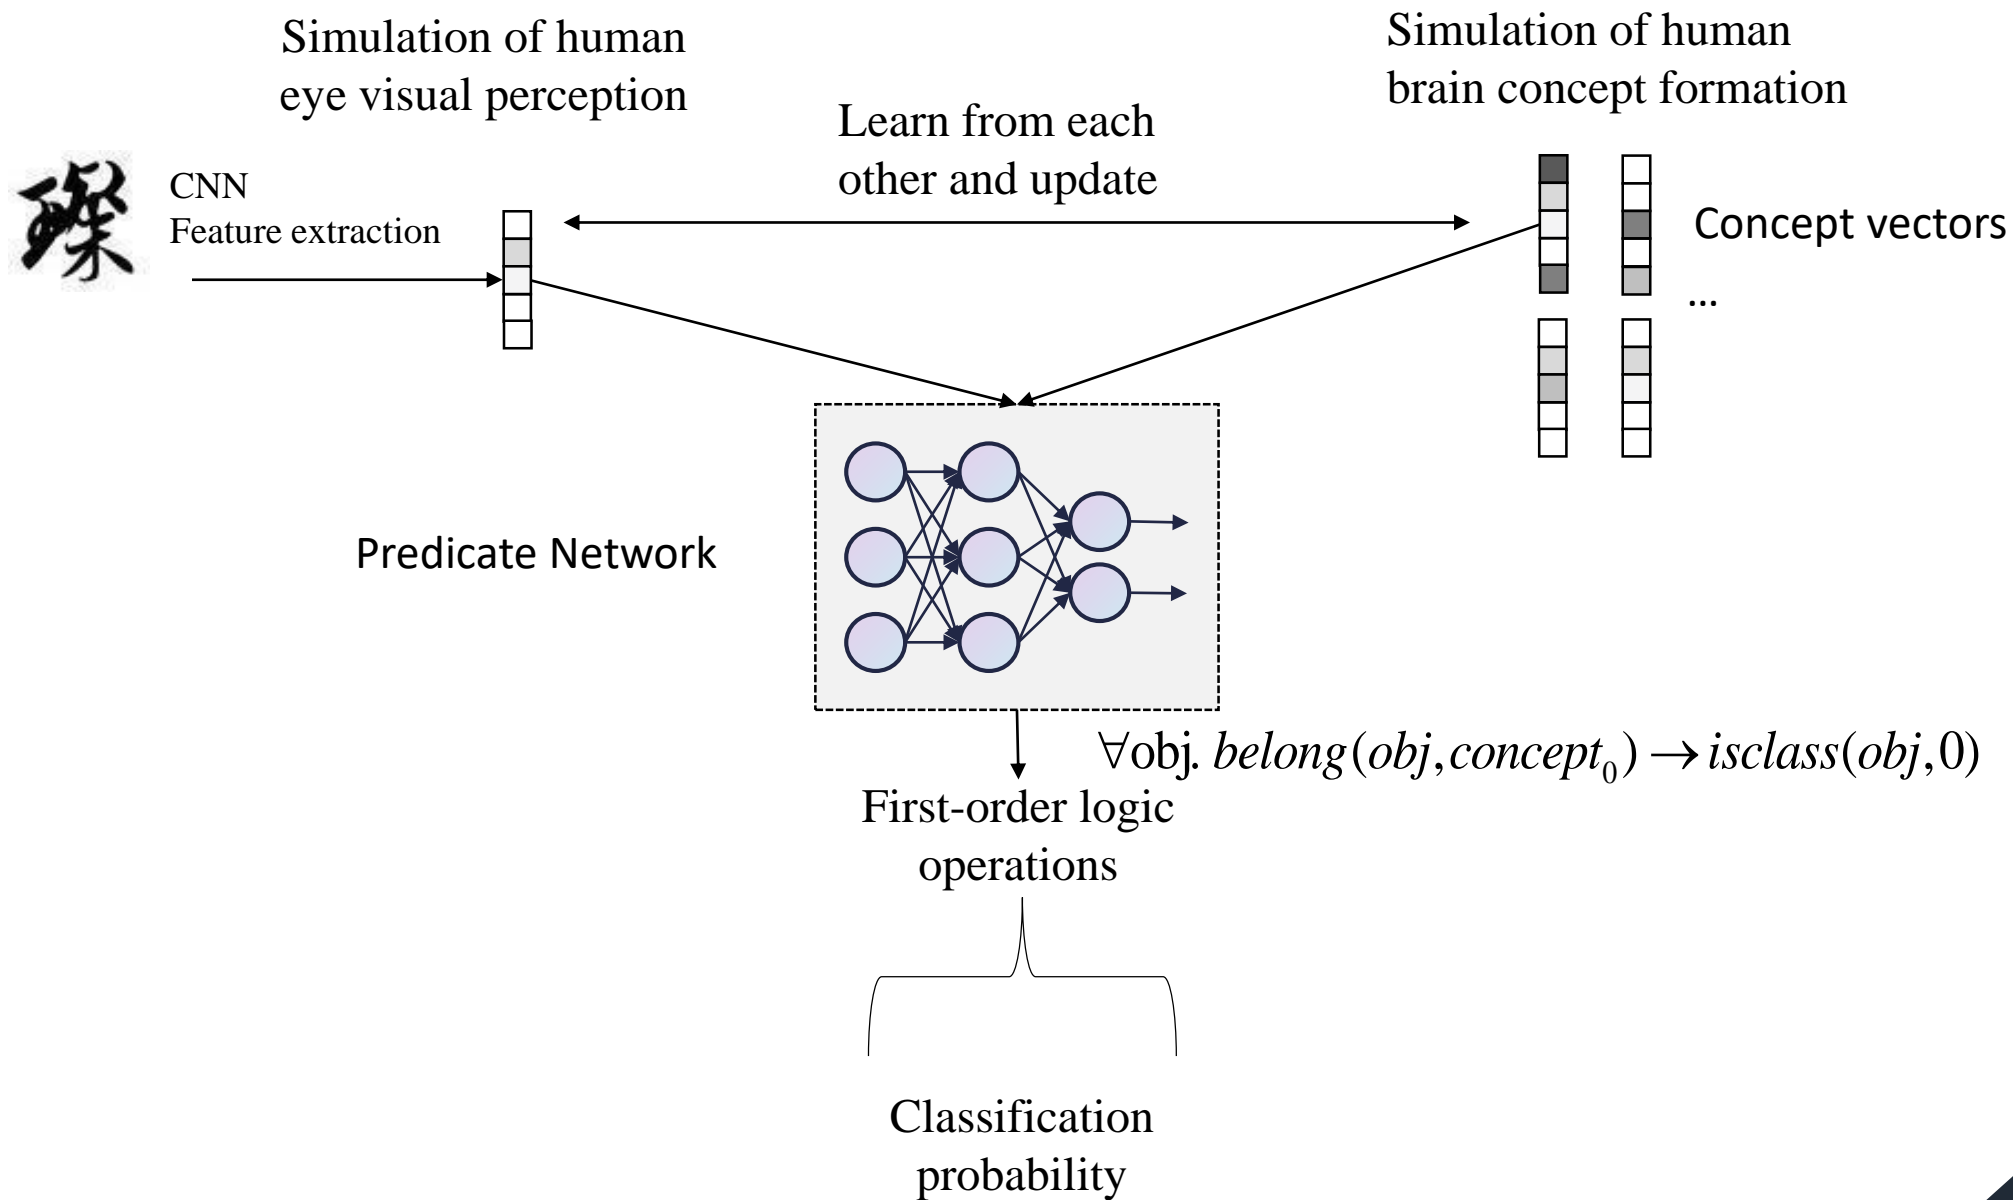 Simulation of human
eye visual perception
Simulation of human
brain concept formation
Learn from each
other and update
璨
CNN
Feature extraction
Concept vectors
...
Predicate Network
∀obj. belong(obj,concept₀) → isclass(obj,0)
First-order logic
operations
Classification
probability